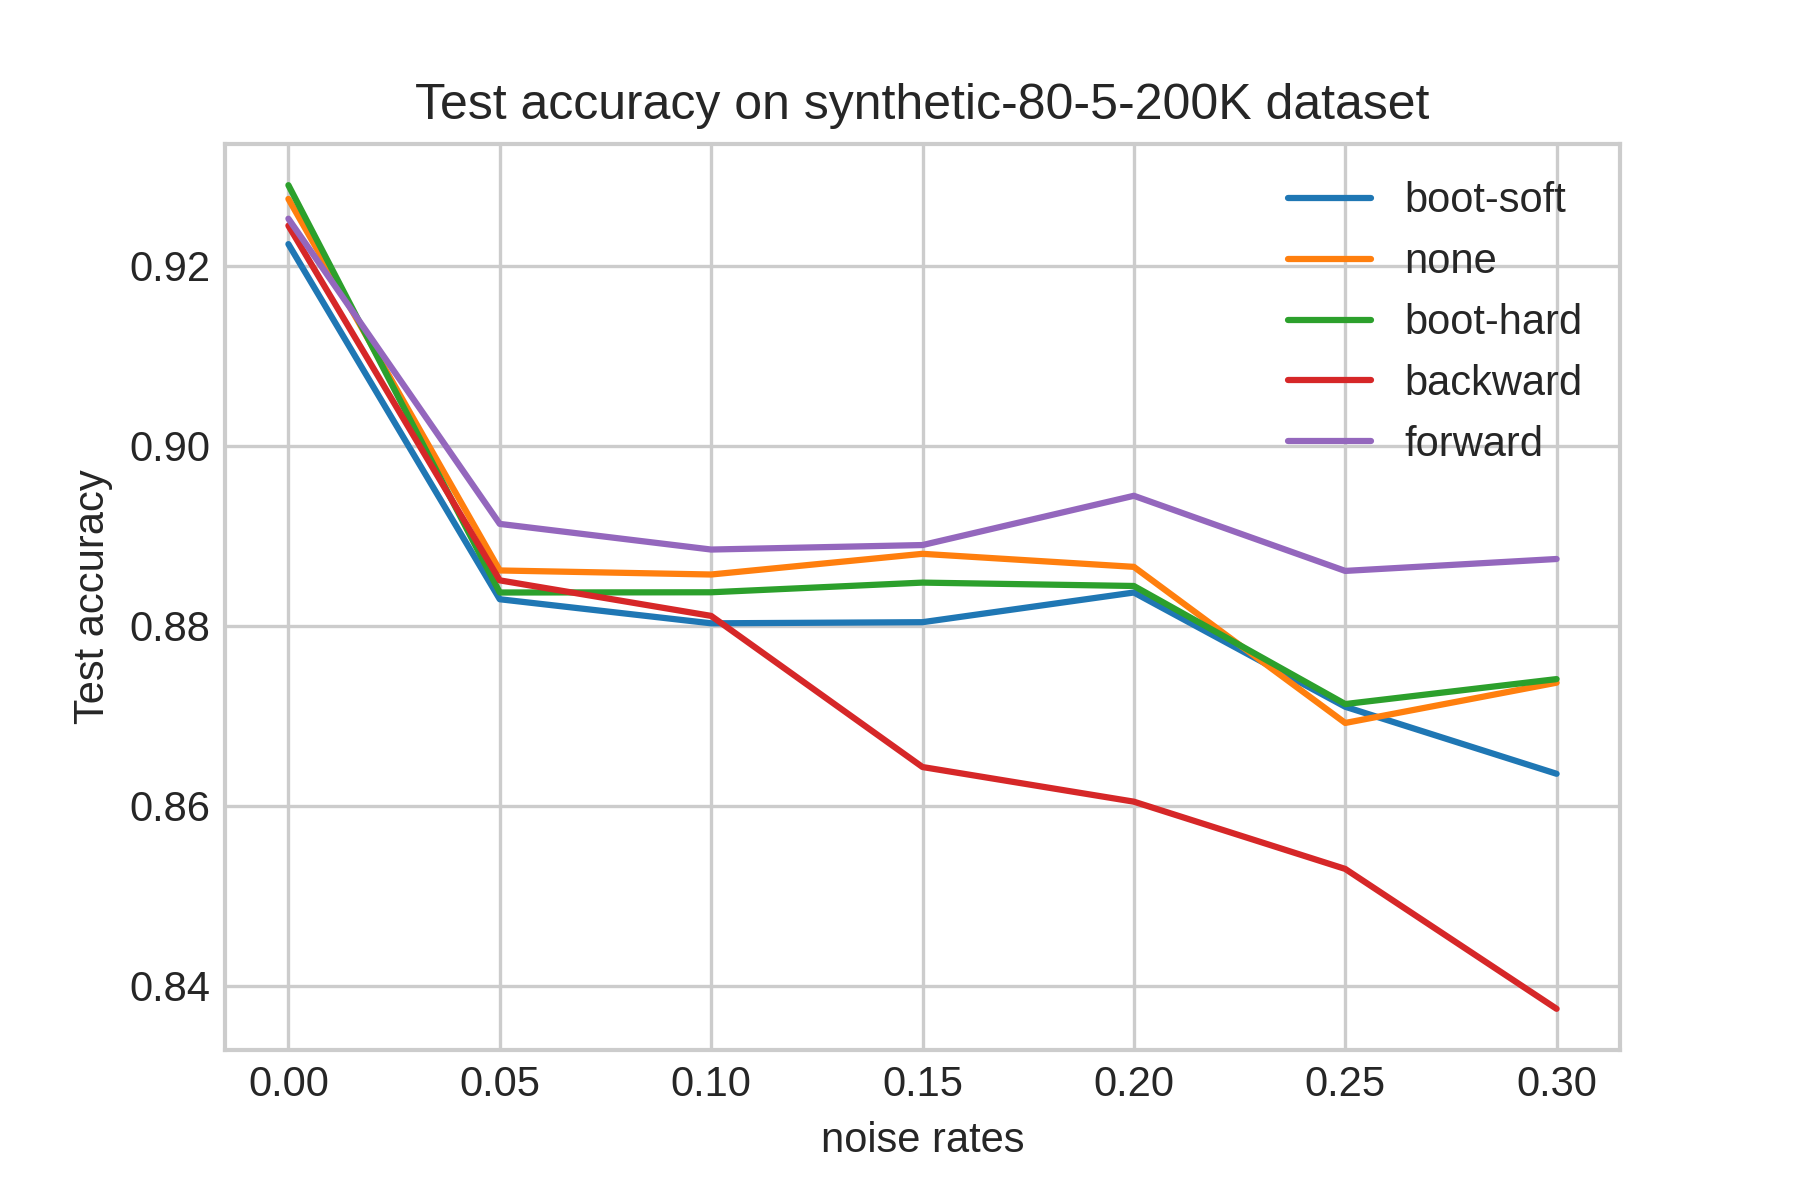 Test accuracy on synthetic-80-5-200K dataset
boot-soft
none
boot-hard
backward
forward
0.92
0.90
0.88
0.86
0.84
Test accuracy
0.00 0.05 0.10 0.15 0.20 0.25 0.30
noise rates